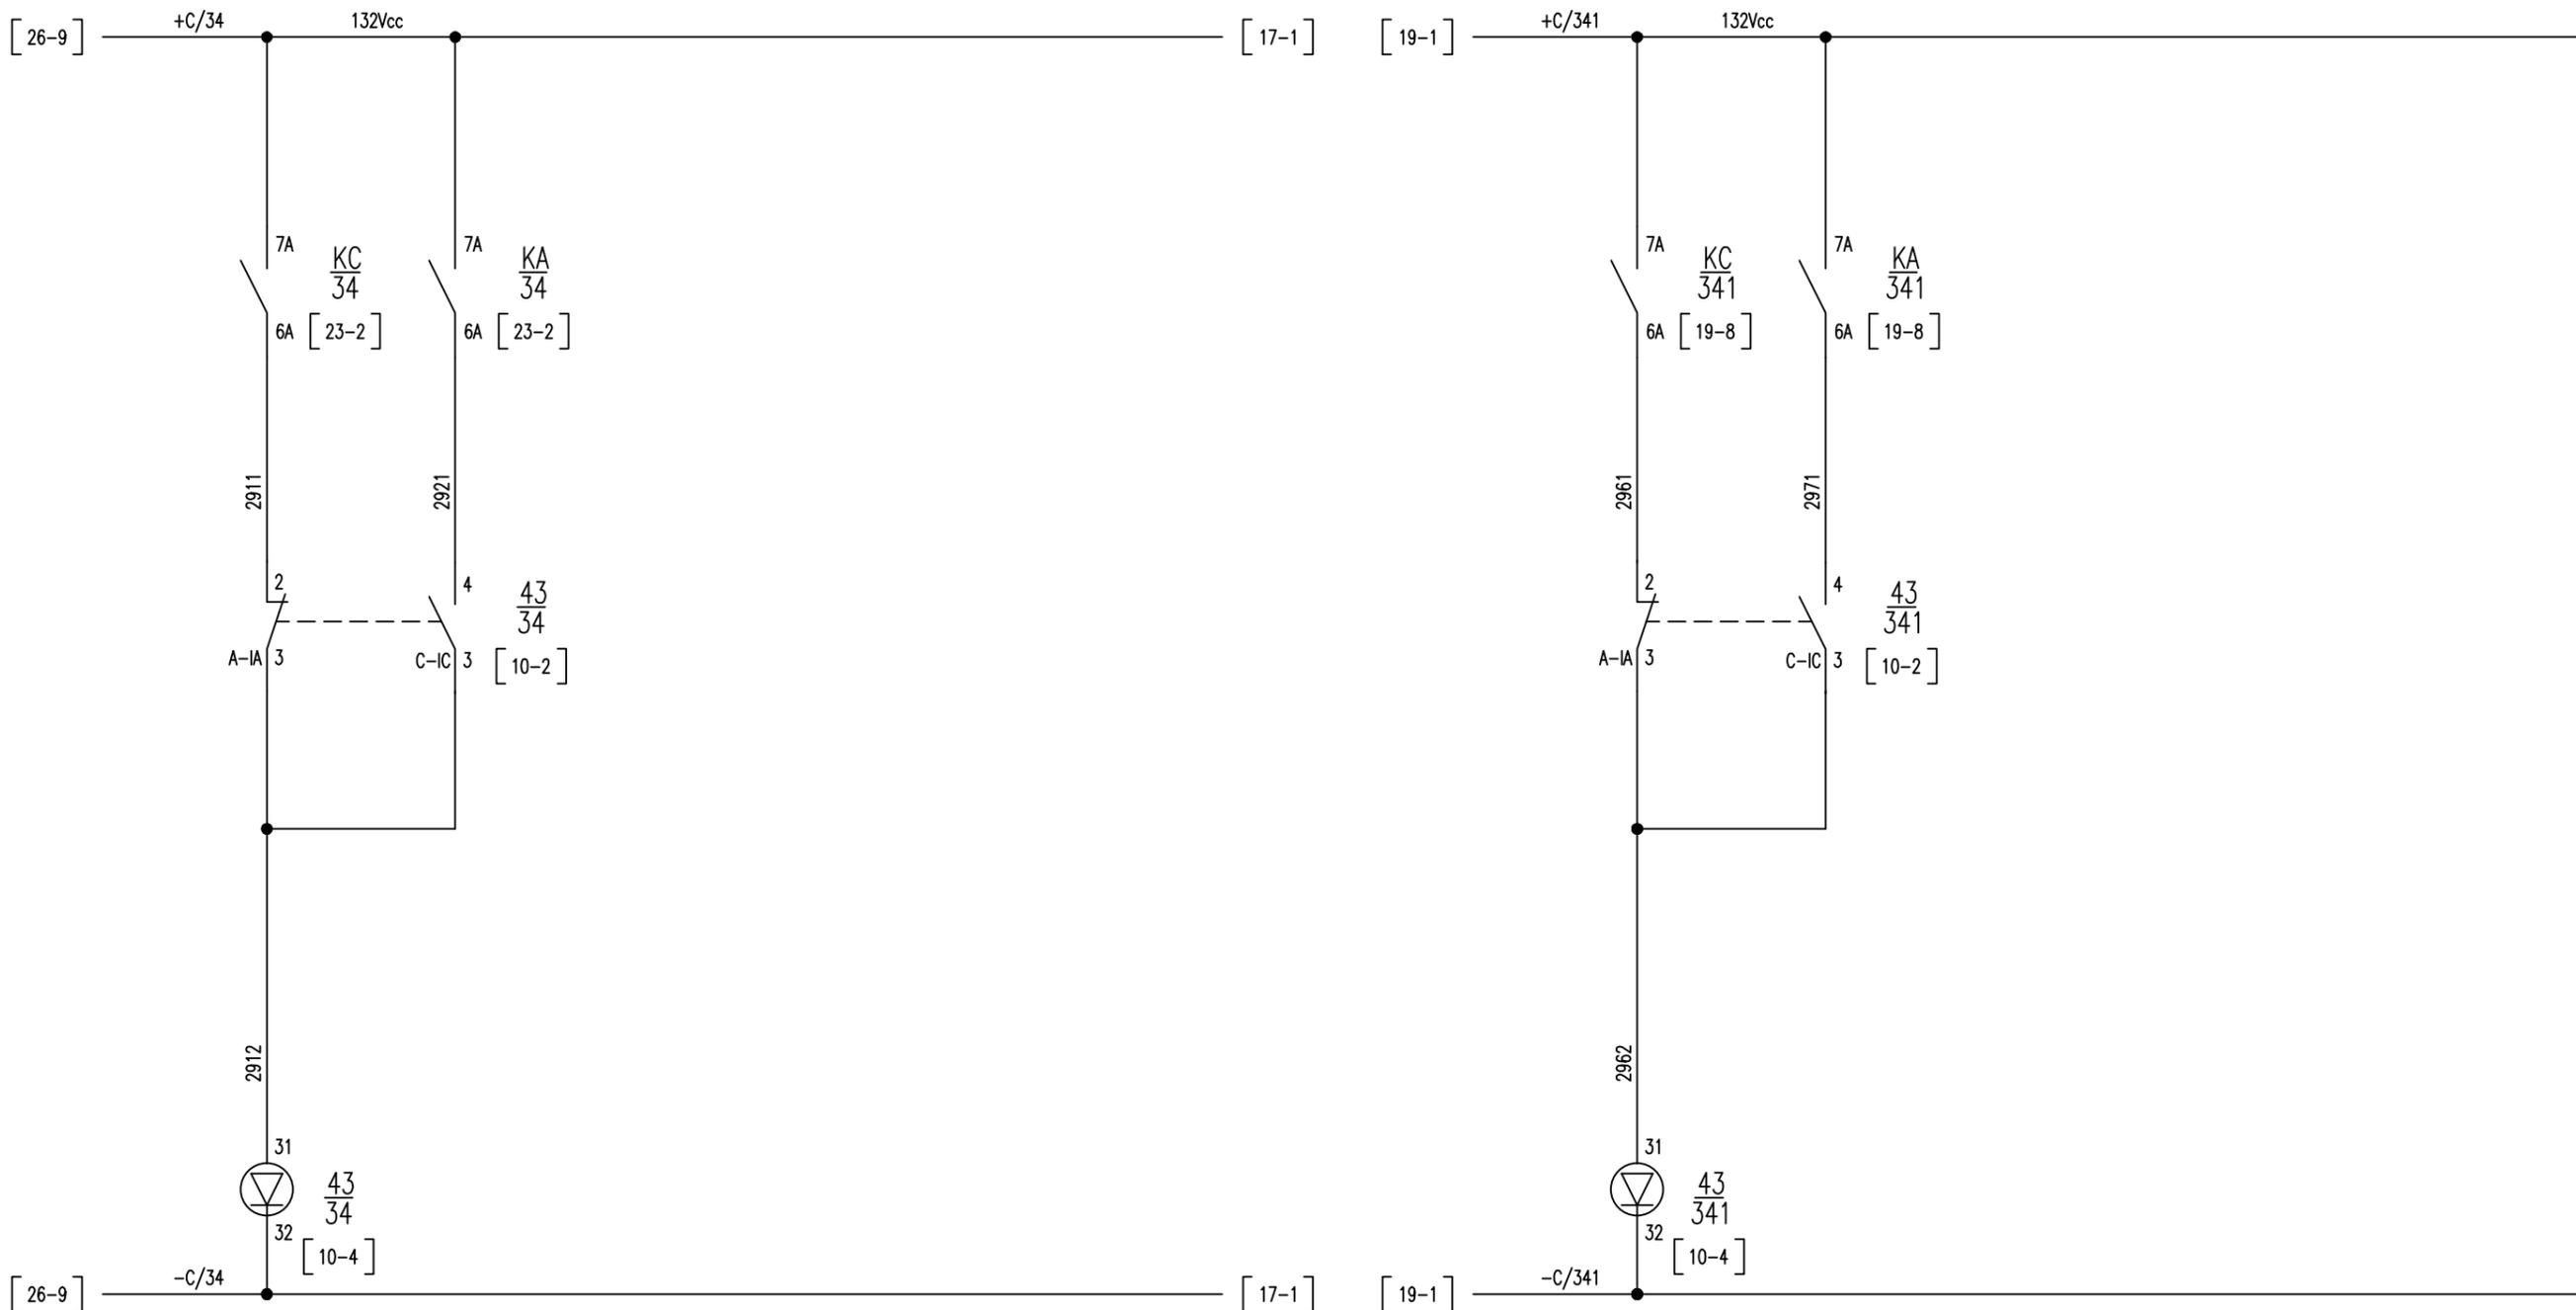 +C/34 132Vcc +C/341 132Vcc
26-9 17-1 19-1
7A 7A 7A 7A
KC KA KC KA
34 34 341 341
6A 23-2 6A 23-2 6A 19-8 6A 19-8
2911 2921 2961 2971
2 4 43 2 4 43
34 341
A-IA 3 C-IC 3 10-2 A-IA 3 C-IC 3 10-2
2912 2962
31 31
43 43
34 341
32 32
10-4 10-4
-C/34 -C/341
26-9 17-1 19-1